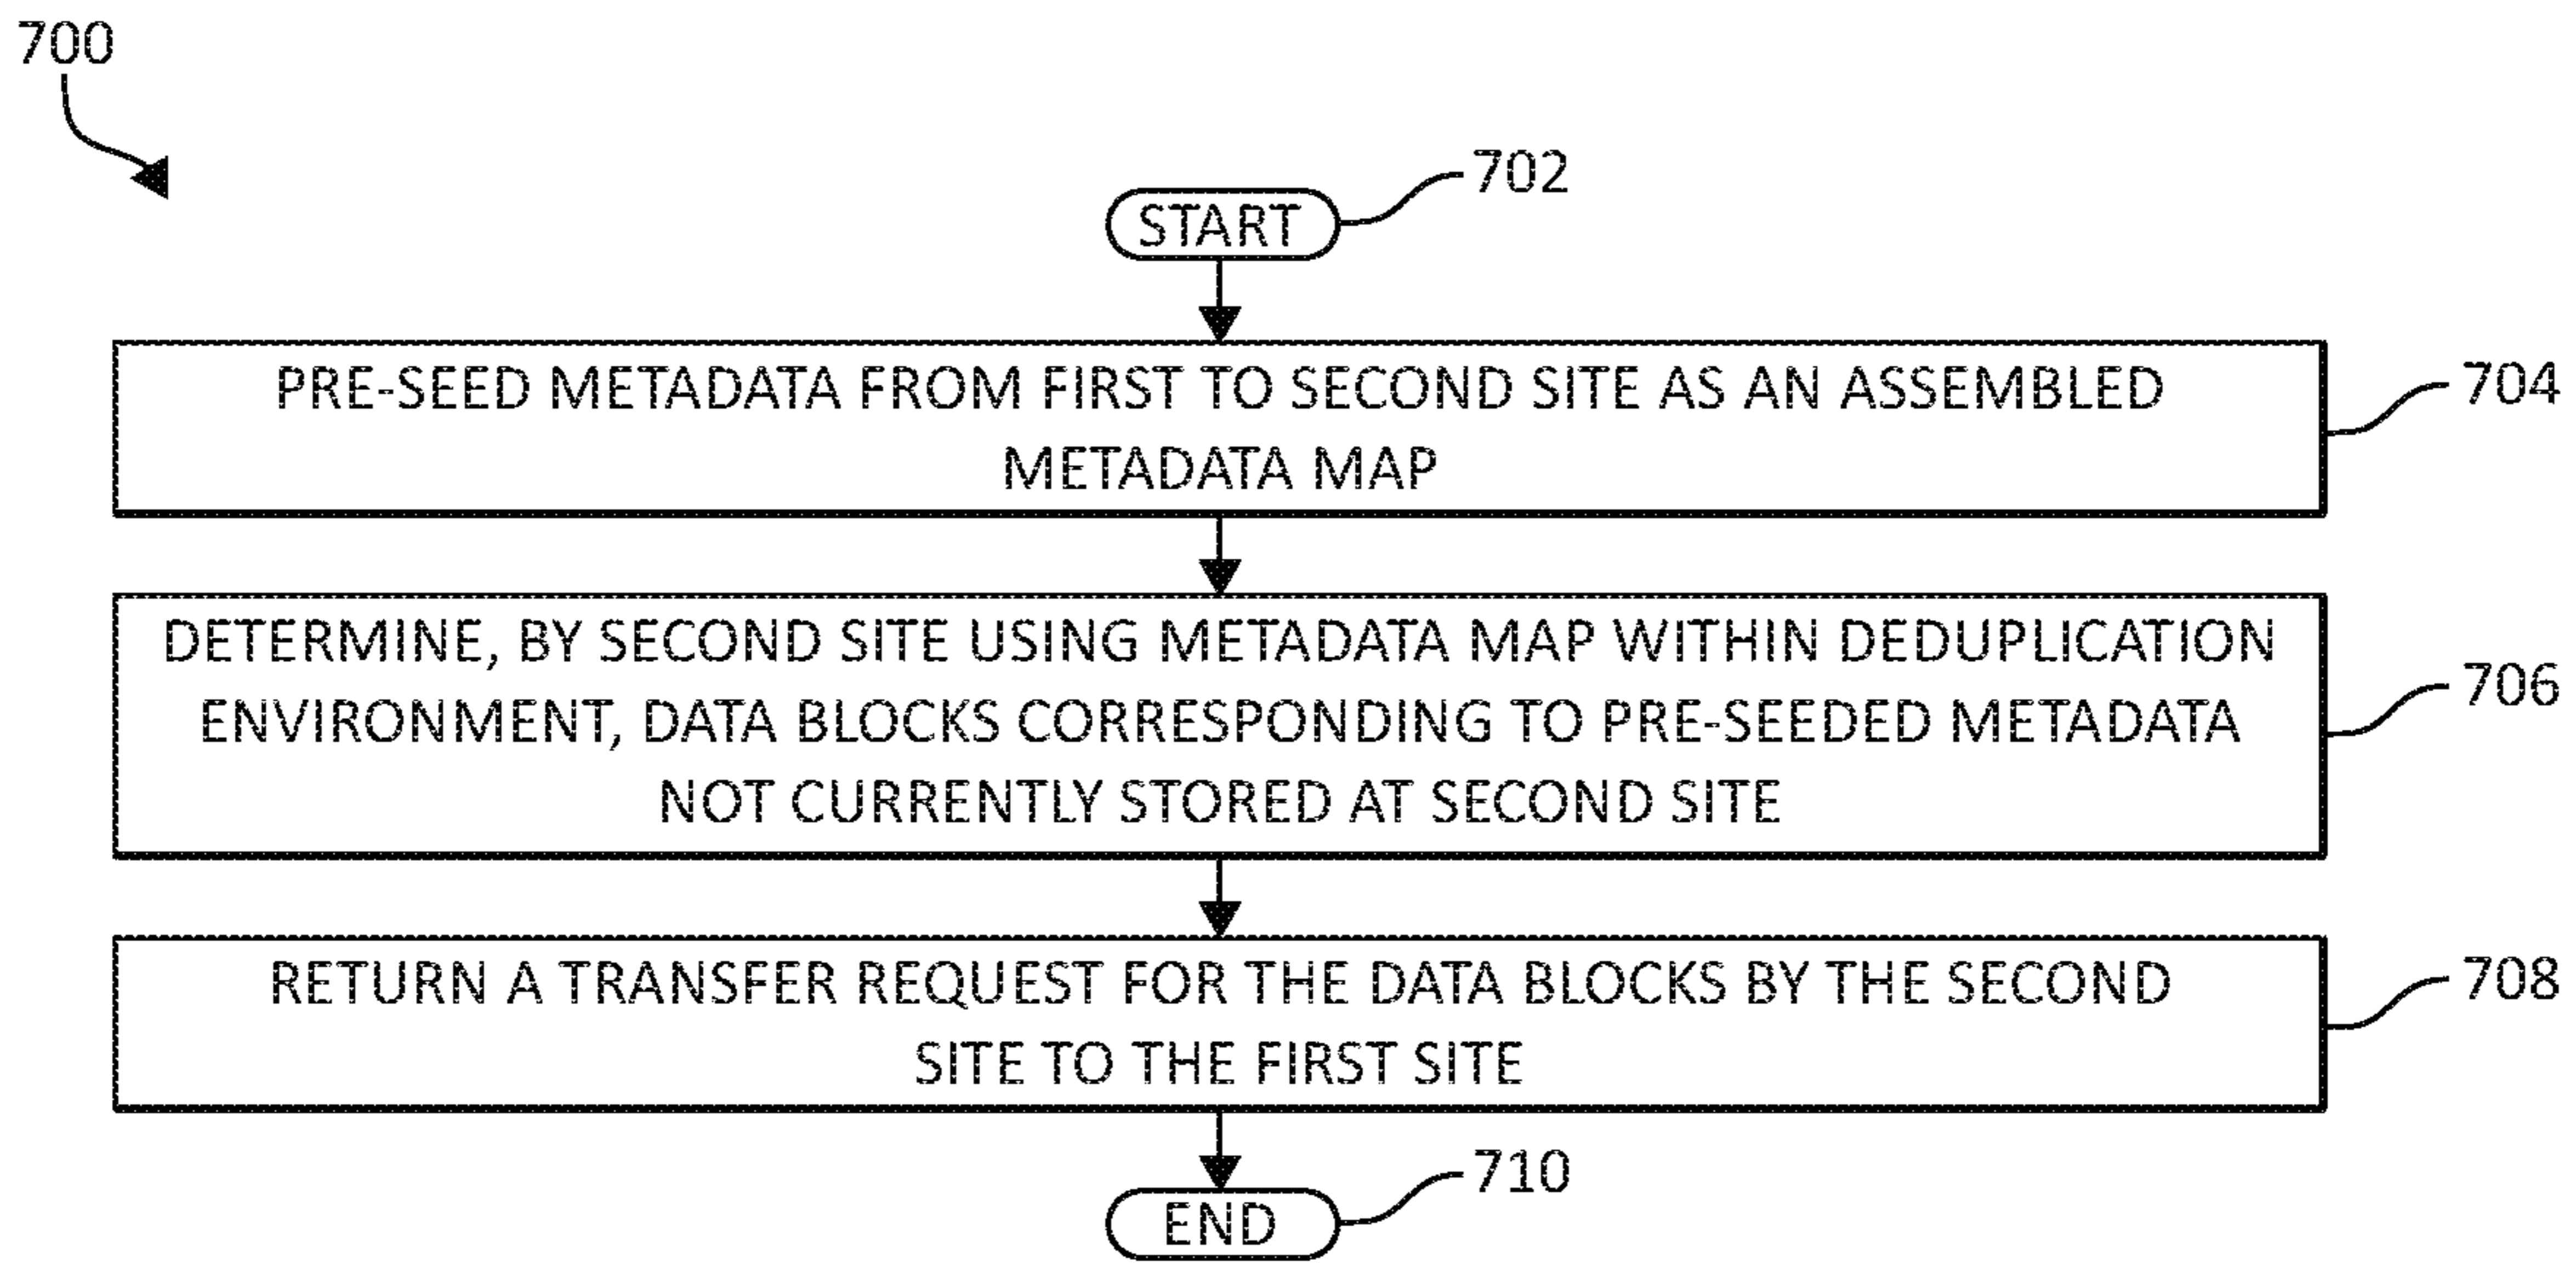 700
702
START
PRE-SEED METADATA FROM FIRST TO SECOND SITE AS AN ASSEMBLED
METADATA MAP
704
DETERMINE, BY SECOND SITE USING METADATA MAP WITHIN DEDUPLICATION
ENVIRONMENT, DATA BLOCKS CORRESPONDING TO PRE-SEEDED METADATA
NOT CURRENTLY STORED AT SECOND SITE
706
RETURN A TRANSFER REQUEST FOR THE DATA BLOCKS BY THE SECOND
SITE TO THE FIRST SITE
708
710
END